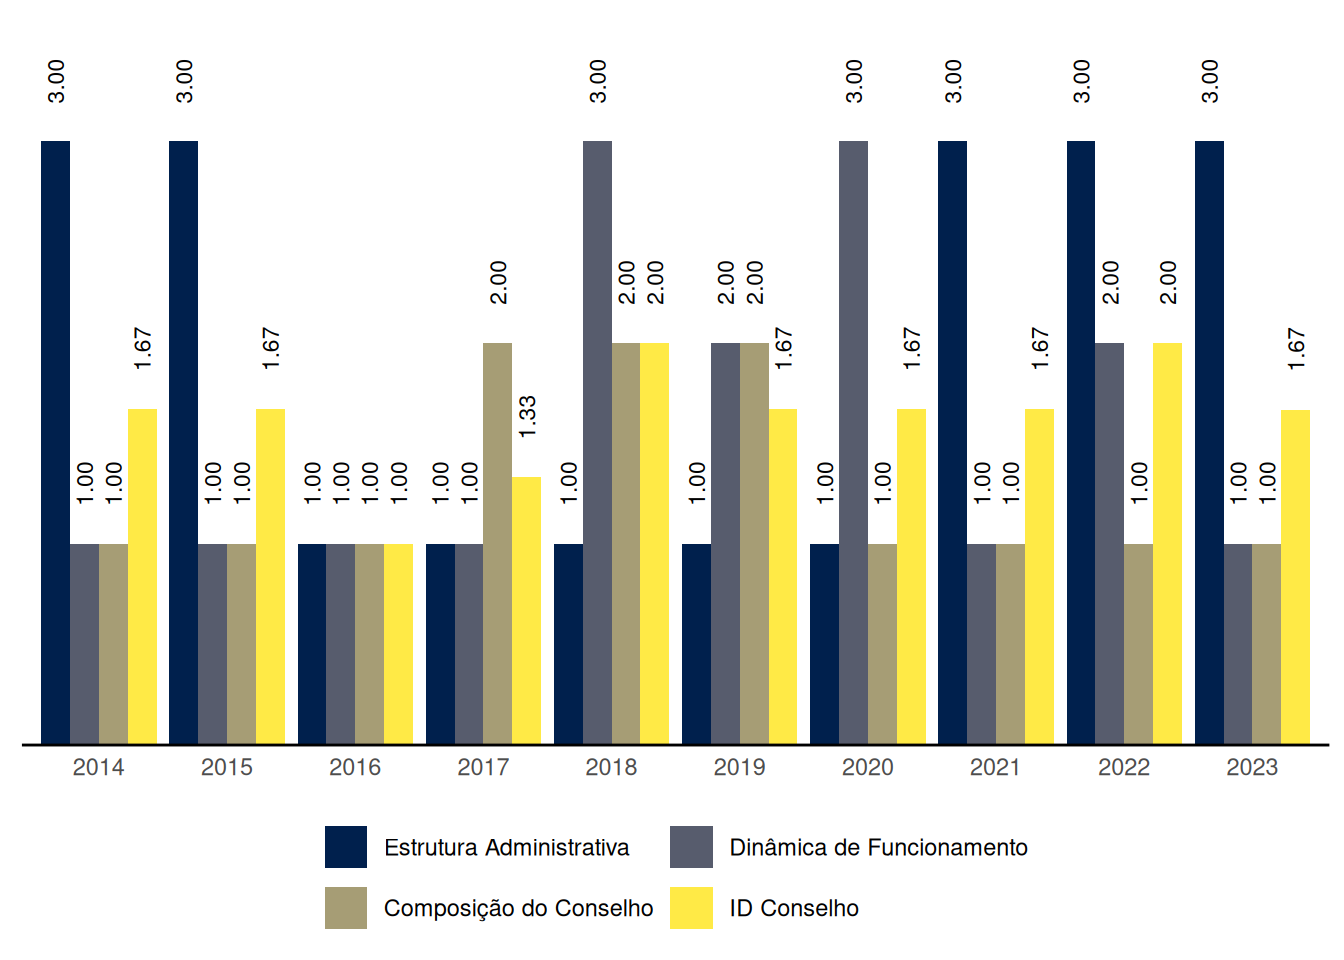 3.00 1.00 1.00 1.67
3.00 1.00 1.00 1.67
1.00 1.00 1.00 1.00
1.00 1.00 2.00 1.33
1.00 3.00 2.00 2.00
1.00 2.00 2.00 1.67
1.00 3.00 1.00 1.67
3.00 1.00 1.00 1.67
3.00 2.00 1.00 2.00
3.00 1.00 1.00 1.67
2014 2015 2016 2017 2018 2019 2020 2021 2022 2023
Estrutura Administrativa Dinâmica de Funcionamento
Composição do Conselho ID Conselho